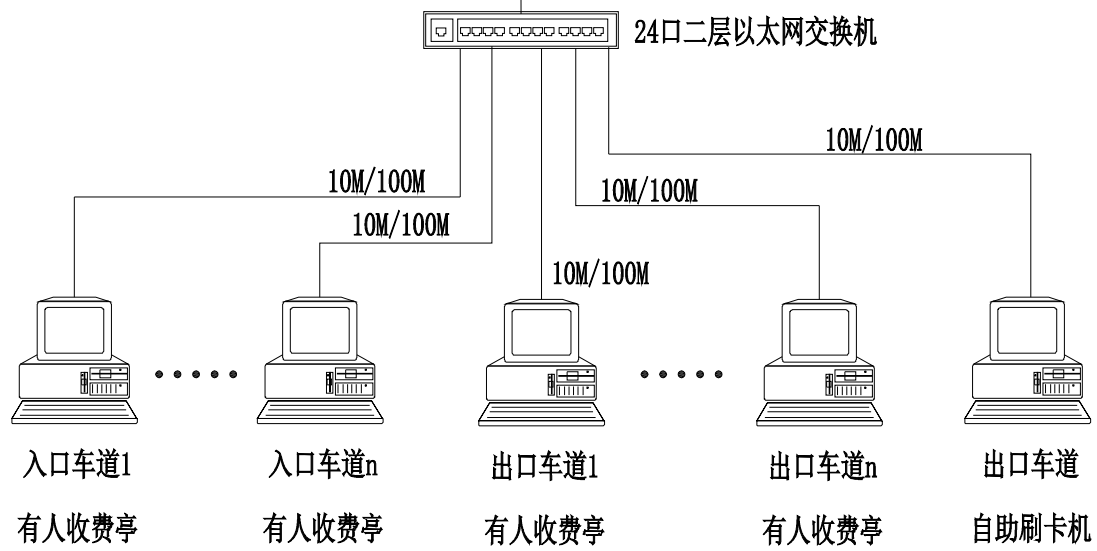 24口二层以太网交换机
10M/100M
10M/100M
10M/100M
10M/100M
10M/100M
入口车道1
入口车道n
出口车道1
出口车道n
出口车道
有人收费亭
有人收费亭
有人收费亭
有人收费亭
自助刷卡机